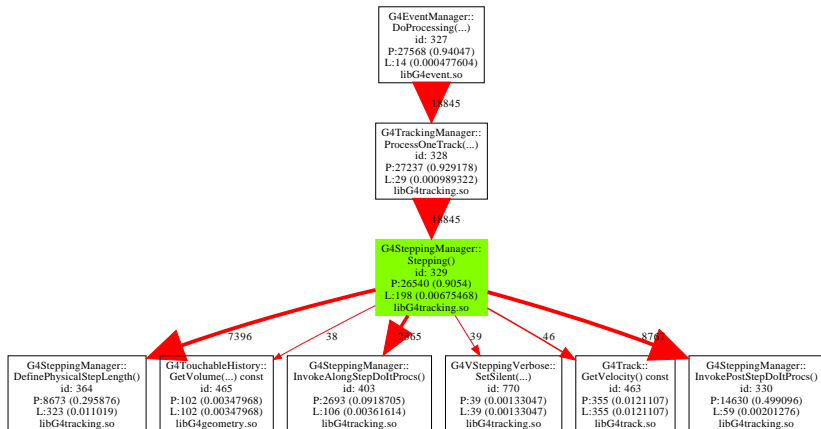 G4EventManager::
DoProcessing(...)
id: 327
P:27568 (0.94047)
L:14 (0.000477604)
libG4event.so
18845
G4TrackingManager::
ProcessOneTrack(...)
id: 328
P:27237 (0.929178)
L:29 (0.000989322)
libG4tracking.so
18845
G4SteppingManager::
Stepping()
id: 329
P:26540 (0.9054)
L:198 (0.00675468)
libG4tracking.so
7396
38
2365
39
46
8767
G4SteppingManager::
DefinePhysicalStepLength()
id: 364
P:8673 (0.295876)
L:323 (0.011019)
libG4tracking.so
G4TouchableHistory::
GetVolume(...) const
id: 465
P:102 (0.00347968)
L:102 (0.00347968)
libG4geometry.so
G4SteppingManager::
InvokeAlongStepDoItProcs()
id: 403
P:2693 (0.0918705)
L:106 (0.00361614)
libG4tracking.so
G4VSteppingVerbose::
SetSilent(...)
id: 770
P:39 (0.00133047)
L:39 (0.00133047)
libG4tracking.so
G4Track::
GetVelocity() const
id: 463
P:355 (0.0121107)
L:355 (0.0121107)
libG4track.so
G4SteppingManager::
InvokePostStepDoItProcs()
id: 330
P:14630 (0.499096)
L:59 (0.00201276)
libG4tracking.so